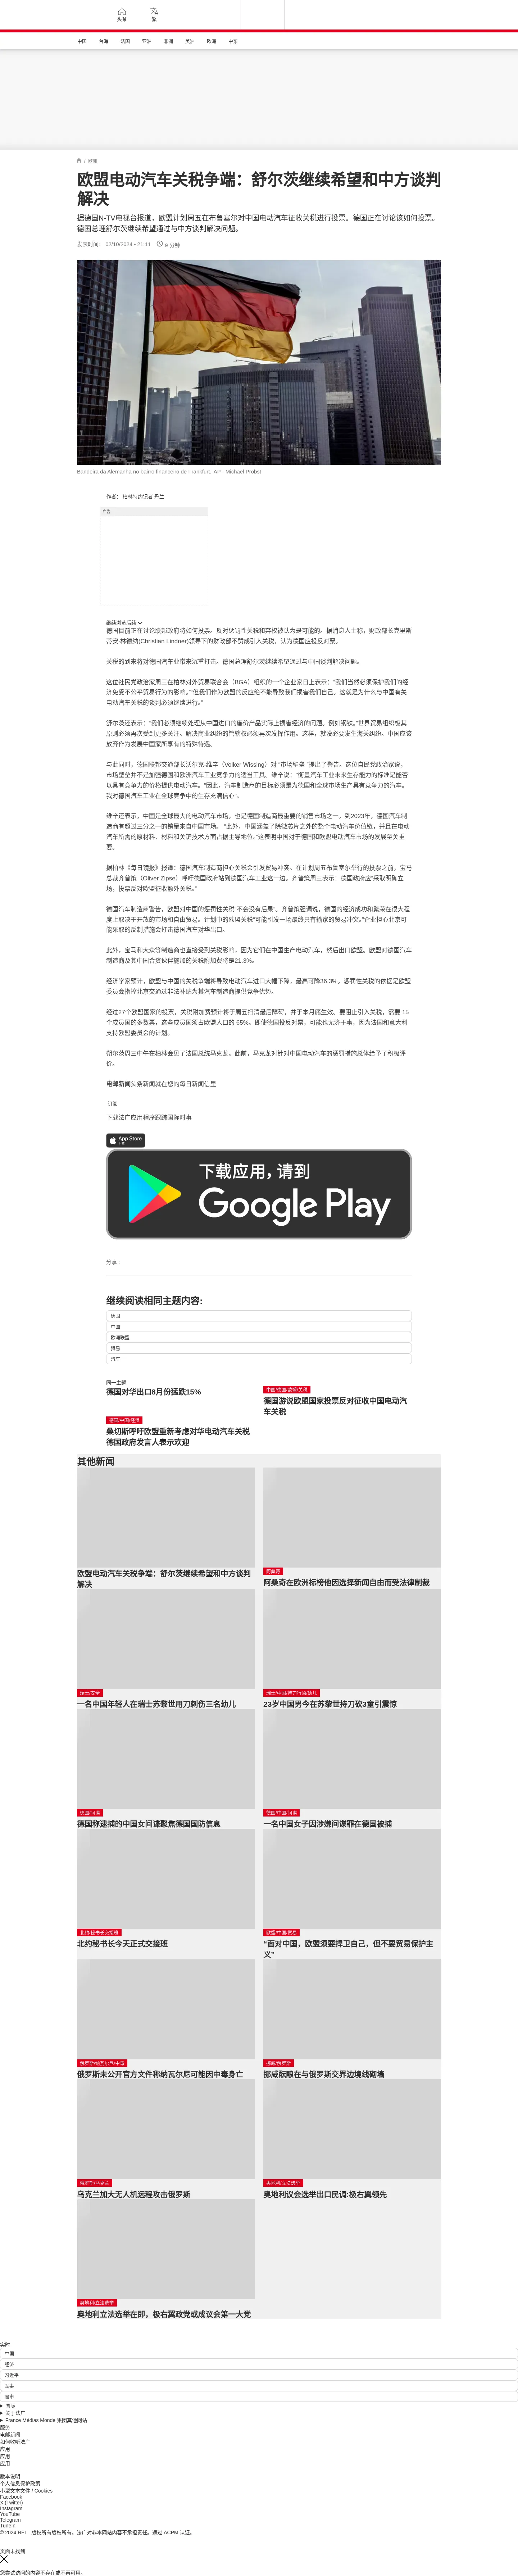 头条
繁
中国 台海 法国 亚洲 非洲 美洲 欧洲 中东
/ 欧洲
欧盟电动汽车关税争端：舒尔茨继续希望和中方谈判
解决
据德国N-TV电视台报道，欧盟计划周五在布鲁塞尔对中国电动汽车征收关税进行投票。德国正在讨论该如何投票。
德国总理舒尔茨继续希望通过与中方谈判解决问题。
发表时间： 02/10/2024 - 21:11 9 分钟
Bandeira da Alemanha no bairro financeiro de Frankfurt. AP - Michael Probst
作者： 柏林特约记者 丹兰
广告
继续浏览后续
德国目前正在讨论联邦政府将如何投票。反对惩罚性关税和弃权被认为是可能的。据消息人士称，财政部长克里斯
蒂安·林德纳(Christian Lindner)领导下的财政部不赞成引入关税，认为德国应投反对票。
关税的到来将对德国汽车业带来沉重打击。德国总理舒尔茨继续希望通过与中国谈判解决问题。
这位社民党政治家周三在柏林对外贸易联合会（BGA）组织的一个企业家日上表示：“我们当然必须保护我们的经
济免受不公平贸易行为的影响。”“但我们作为欧盟的反应绝不能导致我们损害我们自己。这就是为什么与中国有关
电动汽车关税的谈判必须继续进行。”
舒尔茨还表示：“我们必须继续处理从中国进口的廉价产品实际上损害经济的问题。例如钢铁。”世界贸易组织极其
原则必须再次受到更多关注。解决商业纠纷的管辖权必须再次发挥作用。这样，就没必要发生海关纠纷。中国应该
放弃作为发展中国家所享有的特殊待遇。
与此同时，德国联邦交通部长沃尔克-维辛（Volker Wissing）对 “市场壁垒 ”提出了警告。这位自民党政治家说，
市场壁垒并不是加强德国和欧洲汽车工业竞争力的适当工具。维辛说：“衡量汽车工业未来生存能力的标准是能否
以具有竞争力的价格提供电动汽车。“因此，汽车制造商的目标必须是为德国和全球市场生产具有竞争力的汽车。
我对德国汽车工业在全球竞争中的生存充满信心”。
维辛还表示，中国是全球最大的电动汽车市场，也是德国制造商最重要的销售市场之一。到2023年，德国汽车制
造商有超过三分之一的销量来自中国市场。 “此外，中国涵盖了除微芯片之外的整个电动汽车价值链，并且在电动
汽车所需的原材料、材料和关键技术方面占据主导地位。”这表明中国对于德国和欧盟电动汽车市场的发展至关重
要。
据柏林《每日镜报》报道：德国汽车制造商担心关税会引发贸易冲突。在计划周五布鲁塞尔举行的投票之前，宝马
总裁齐普策（Oliver Zipse）呼吁德国政府站到德国汽车工业这一边。齐普策周三表示：德国政府应“采取明确立
场，投票反对欧盟征收额外关税。”
德国汽车制造商警告，欧盟对中国的惩罚性关税“不会没有后果”。齐普策强调说，德国的经济成功和繁荣在很大程
度上取决于开放的市场和自由贸易。计划中的欧盟关税“可能引发一场最终只有输家的贸易冲突。”企业担心北京可
能采取的反制措施会打击德国汽车对华出口。
此外，宝马和大众等制造商也直接受到关税影响，因为它们在中国生产电动汽车，然后出口欧盟。欧盟对德国汽车
制造商及其中国合资伙伴施加的关税附加费将是21.3%。
经济学家预计，欧盟与中国的关税争端将导致电动汽车进口大幅下降，最高可降36.3%。惩罚性关税的依据是欧盟
委员会指控北京交通过非法补贴为其汽车制造商提供竞争优势。
经过27个欧盟国家的投票，关税附加费预计将于周五扫清最后障碍，并于本月底生效。要阻止引入关税，需要 15
个成员国的多数票，这些成员国须占欧盟人口的 65%。即使德国投反对票，可能也无济于事，因为法国和意大利
支持欧盟委员会的计划。
朔尔茨周三中午在柏林会见了法国总统马克龙。此前，马克龙对针对中国电动汽车的惩罚措施总体给予了积极评
价。
电邮新闻头条新闻就在您的每日新闻信里
订阅
下载法广应用程序跟踪国际时事
App Store
下载
下载应用，请到
Google Play
分享 :
继续阅读相同主题内容:
德国
中国
欧洲联盟
贸易
汽车
同一主题
德国对华出口8月份猛跌15%
中国/德国/欧盟/关税
德国游说欧盟国家投票反对征收中国电动汽
车关税
德国/中国/经贸
桑切斯呼吁欧盟重新考虑对华电动汽车关税
德国政府发言人表示欢迎
其他新闻
欧盟电动汽车关税争端：舒尔茨继续希望和中方谈判
解决
阿桑奇
阿桑奇在欧洲标榜他因选择新闻自由而受法律制裁
瑞士/安全
一名中国年轻人在瑞士苏黎世用刀刺伤三名幼儿
瑞士/中国/持刀行凶/幼儿
23岁中国男今在苏黎世持刀砍3童引震惊
德国/间谍
德国称逮捕的中国女间谍聚焦德国国防信息
德国/中国/间谍
一名中国女子因涉嫌间谍罪在德国被捕
北约/秘书长交接班
北约秘书长今天正式交接班
欧盟/中国/贸易
“面对中国，欧盟须要捍卫自己，但不要贸易保护主
义”
俄罗斯/纳瓦尔尼/中毒
俄罗斯未公开官方文件称纳瓦尔尼可能因中毒身亡
挪威/俄罗斯
挪威酝酿在与俄罗斯交界边境线砌墙
俄罗斯/乌克兰
乌克兰加大无人机远程攻击俄罗斯
奥地利/立法选举
奥地利议会选举出口民调:极右翼领先
奥地利/立法选举
奥地利立法选举在即，极右翼政党或成议会第一大党
实时
中国
经济
习近平
军事
股市
国际
关于法广
France Médias Monde 集团其他网站
服务
电邮新闻
如何收听法广
应用
应用
应用
版本说明
个人信息保护政策
小型文本文件 / Cookies
Facebook
X (Twitter)
Instagram
YouTube
Telegram
TuneIn
© 2024 RFI – 版权所有版权所有。法广对非本网站内容不承担责任。通过 ACPM 认证。
页面未找到
您尝试访问的内容不存在或不再可用。